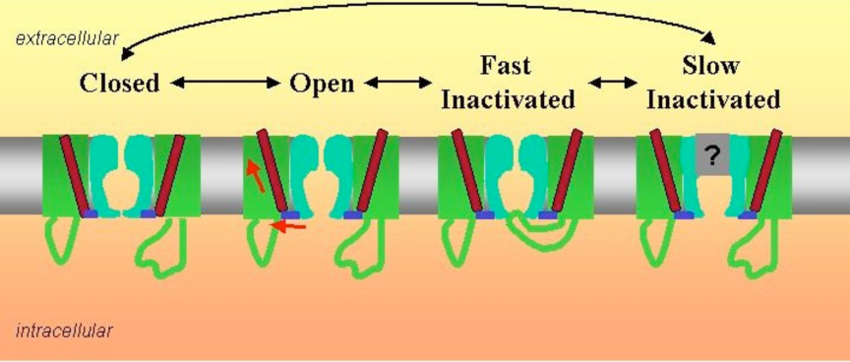 extracellular
Closed
Open
Fast
Inactivated
Slow
Inactivated
?
intracellular